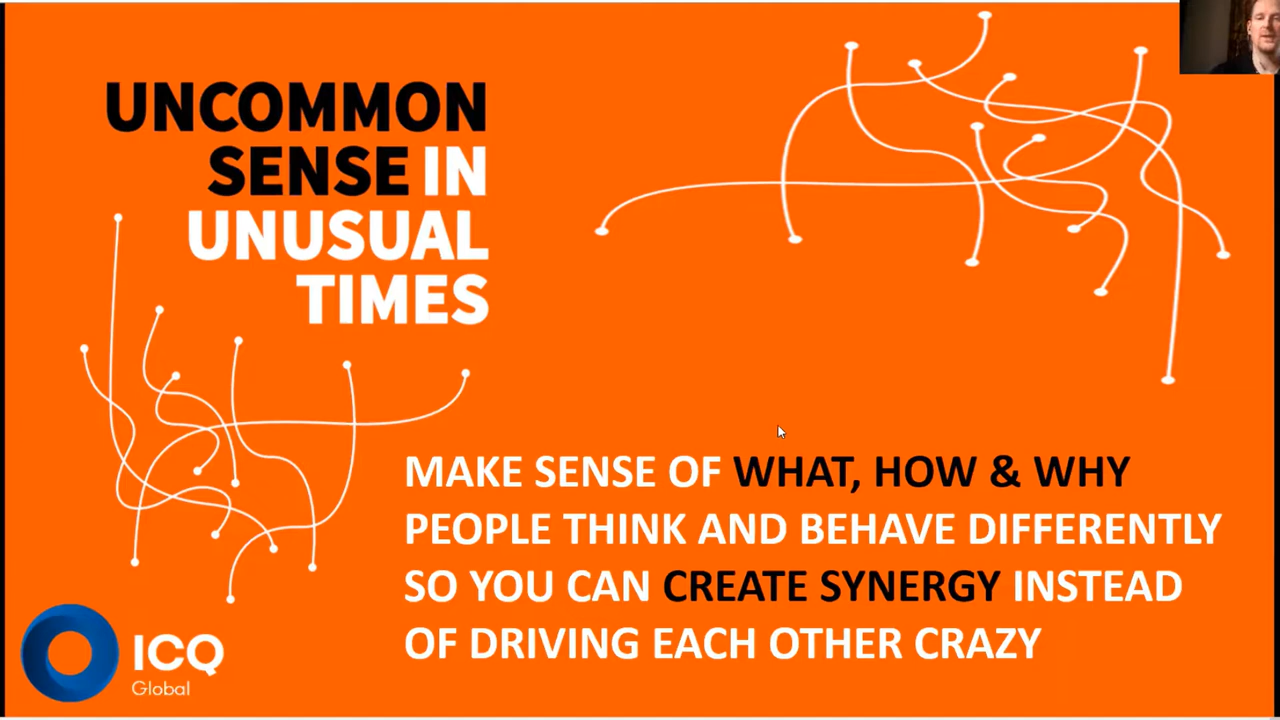 UNCOMMON
SENSE IN
UNUSUAL
TIMES
MAKE SENSE OF WHAT, HOW & WHY
PEOPLE THINK AND BEHAVE DIFFERENTLY
SO YOU CAN CREATE SYNERGY INSTEAD
OF DRIVING EACH OTHER CRAZY
ICQ
Global